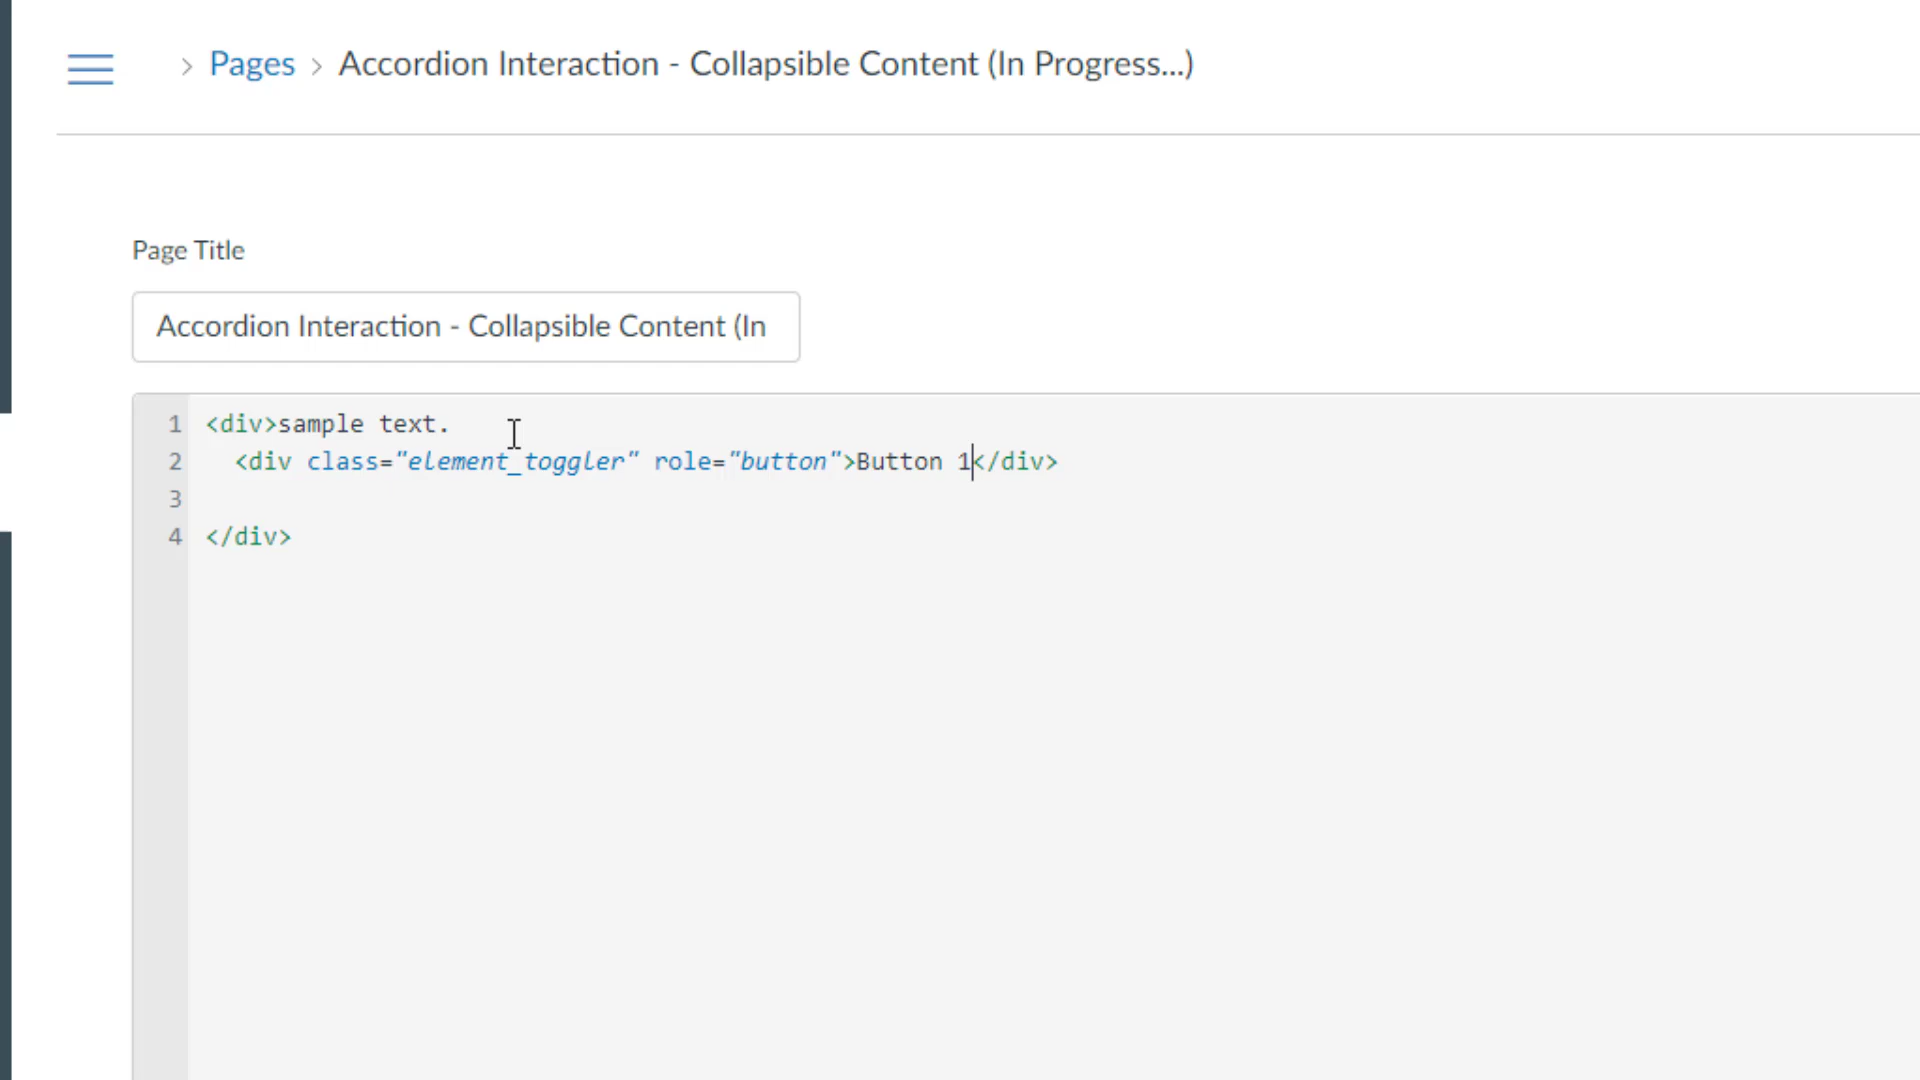 > Pages > Accordion Interaction - Collapsible Content (In Progress...)
Page Title
Accordion Interaction - Collapsible Content (In
1 <div>sample text.
2 <div class="element_toggler" role="button">Button 1</div>
3
4 </div>